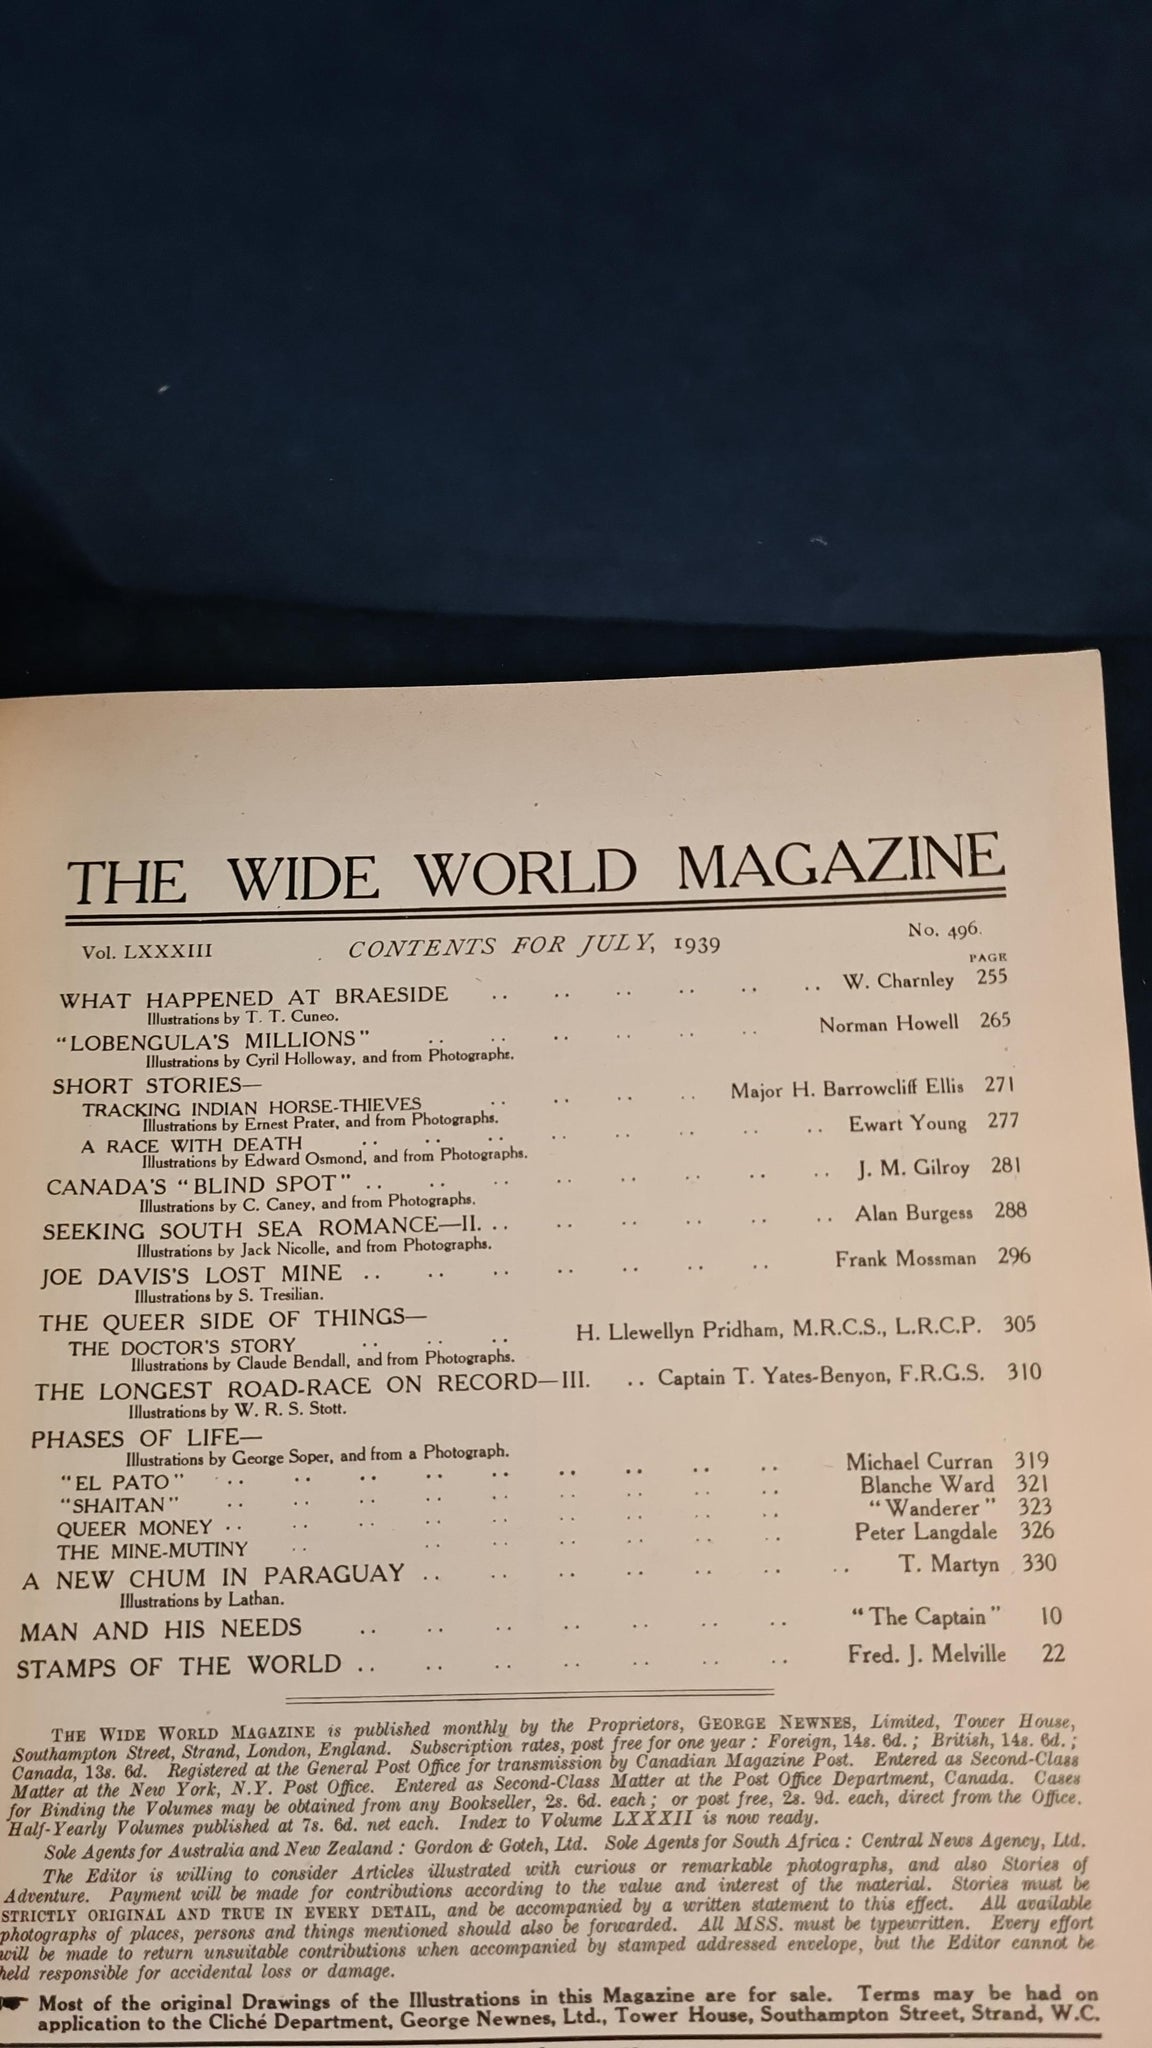 THE WIDE WORLD MAGAZINE
Vol. LXXXIII CONTENTS FOR JULY, 1939 No. 496.
PAGE
WHAT HAPPENED AT BRAESIDE .. .. .. .. .. .. W. Charnley 255
Illustrations by T. T. Cuneo.
"LOBENGULA'S MILLIONS" .. .. .. .. .. .. Norman Howell 265
Illustrations by Cyril Holloway, and from Photographs.
SHORT STORIES—
TRACKING INDIAN HORSE-THIEVES .. .. .. .. Major H. Barrowcliff Ellis 271
Illustrations by Ernest Prater, and from Photographs.
A RACE WITH DEATH .. .. .. .. .. .. .. Ewart Young 277
Illustrations by Edward Osmond, and from Photographs.
CANADA'S "BLIND SPOT" .. .. .. .. .. .. .. .. J. M. Gilroy 281
Illustrations by C. Caney, and from Photographs.
SEEKING SOUTH SEA ROMANCE—II. .. .. .. .. .. .. Alan Burgess 288
Illustrations by Jack Nicolle, and from Photographs.
JOE DAVIS'S LOST MINE .. .. .. .. .. .. .. Frank Mossman 296
Illustrations by S. Tresilian.
THE QUEER SIDE OF THINGS—
THE DOCTOR'S STORY .. .. .. H. Llewellyn Pridham, M.R.C.S., L.R.C.P. 305
Illustrations by Claude Bendall, and from Photographs.
THE LONGEST ROAD-RACE ON RECORD—III. .. Captain T. Yates-Benyon, F.R.G.S. 310
Illustrations by W. R. S. Stott.
PHASES OF LIFE—
Illustrations by George Soper, and from a Photograph.
"EL PATO" .. .. .. .. .. .. .. .. .. Michael Curran 319
"SHAITAN" .. .. .. .. .. .. .. .. .. Blanche Ward 321
QUEER MONEY .. .. .. .. .. .. .. .. .. "Wanderer" 323
THE MINE-MUTINY .. .. .. .. .. .. .. Peter Langdale 326
A NEW CHUM IN PARAGUAY .. .. .. .. .. .. .. T. Martyn 330
Illustrations by Lathan.
MAN AND HIS NEEDS .. .. .. .. .. .. .. "The Captain" 10
STAMPS OF THE WORLD .. .. .. .. .. .. .. Fred. J. Melville 22
THE WIDE WORLD MAGAZINE is published monthly by the Proprietors, GEORGE NEWNES, Limited, Tower House,
Southampton Street, Strand, London, England. Subscription rates, post free for one year : Foreign, 14s. 6d. ; British, 14s. 6d. ;
Canada, 13s. 6d. Registered at the General Post Office for transmission by Canadian Magazine Post. Entered as Second-Class
Matter at the New York, N.Y. Post Office. Entered as Second-Class Matter at the Post Office Department, Canada. Cases
for Binding the Volumes may be obtained from any Bookseller, 2s. 6d. each ; or post free, 2s. 9d. each, direct from the Office.
Half-Yearly Volumes published at 7s. 6d. net each. Index to Volume LXXXII is now ready.
Sole Agents for Australia and New Zealand : Gordon & Gotch, Ltd. Sole Agents for South Africa : Central News Agency, Ltd.
The Editor is willing to consider Articles illustrated with curious or remarkable photographs, and also Stories of
Adventure. Payment will be made for contributions according to the value and interest of the material. Stories must be
STRICTLY ORIGINAL AND TRUE IN EVERY DETAIL, and be accompanied by a written statement to this effect. All available
photographs of places, persons and things mentioned should also be forwarded. All MSS. must be typewritten. Every effort
will be made to return unsuitable contributions when accompanied by stamped addressed envelope, but the Editor cannot be
held responsible for accidental loss or damage.
Most of the original Drawings of the Illustrations in this Magazine are for sale. Terms may be had on
application to the Cliché Department, George Newnes, Ltd., Tower House, Southampton Street, Strand, W.C.